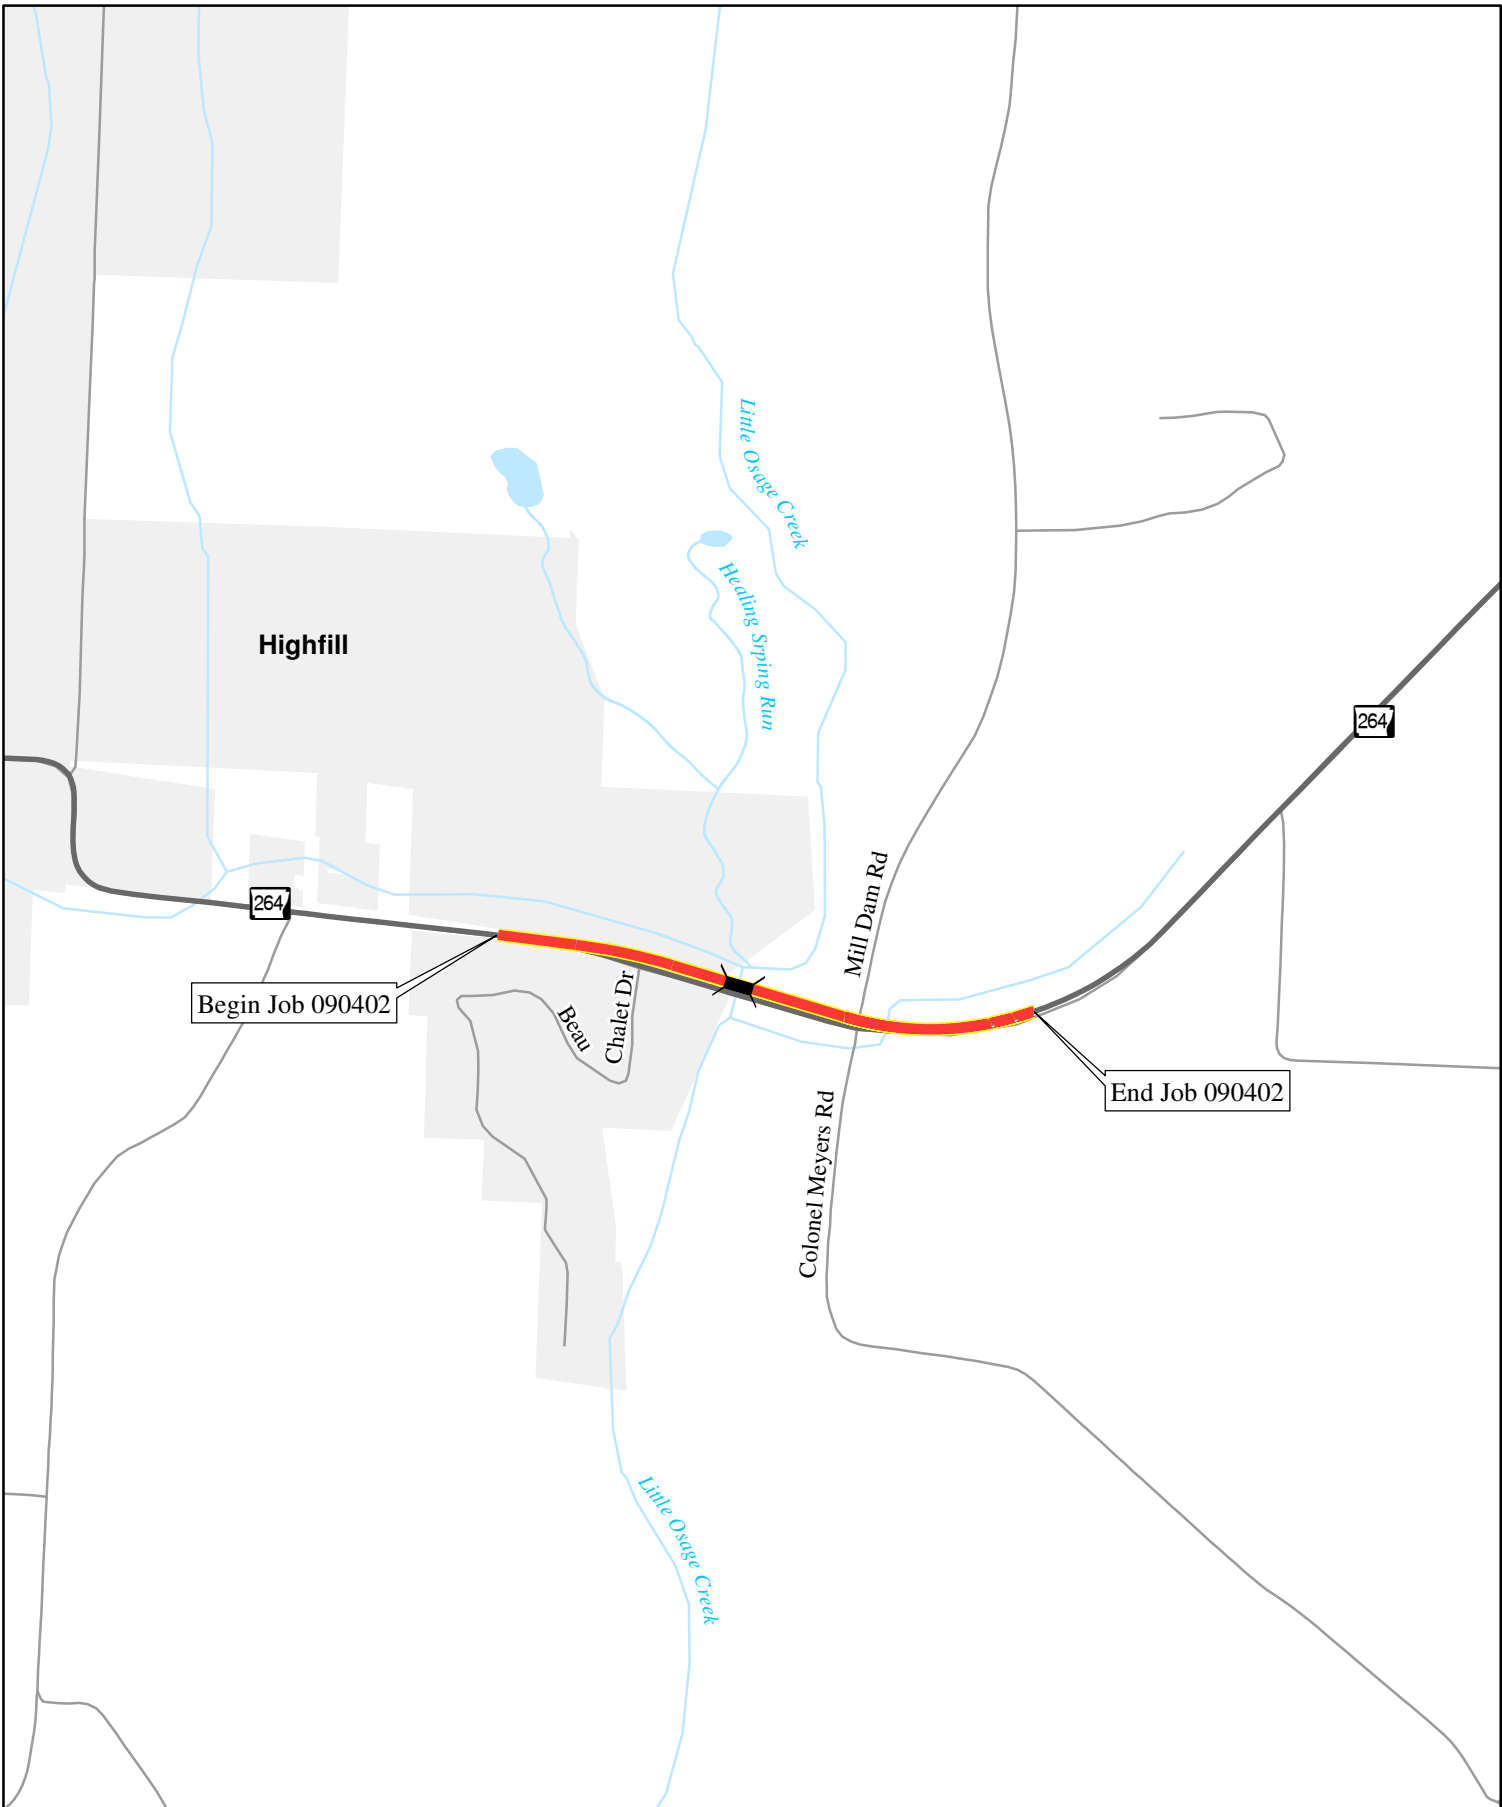 Little Osage Creek
Healing Srping Run
Highfill
264
Mill Dam Rd
264
Begin Job 090402
Beau
Chalet Dr
End Job 090402
Colonel Meyers Rd
Little Osage Creek